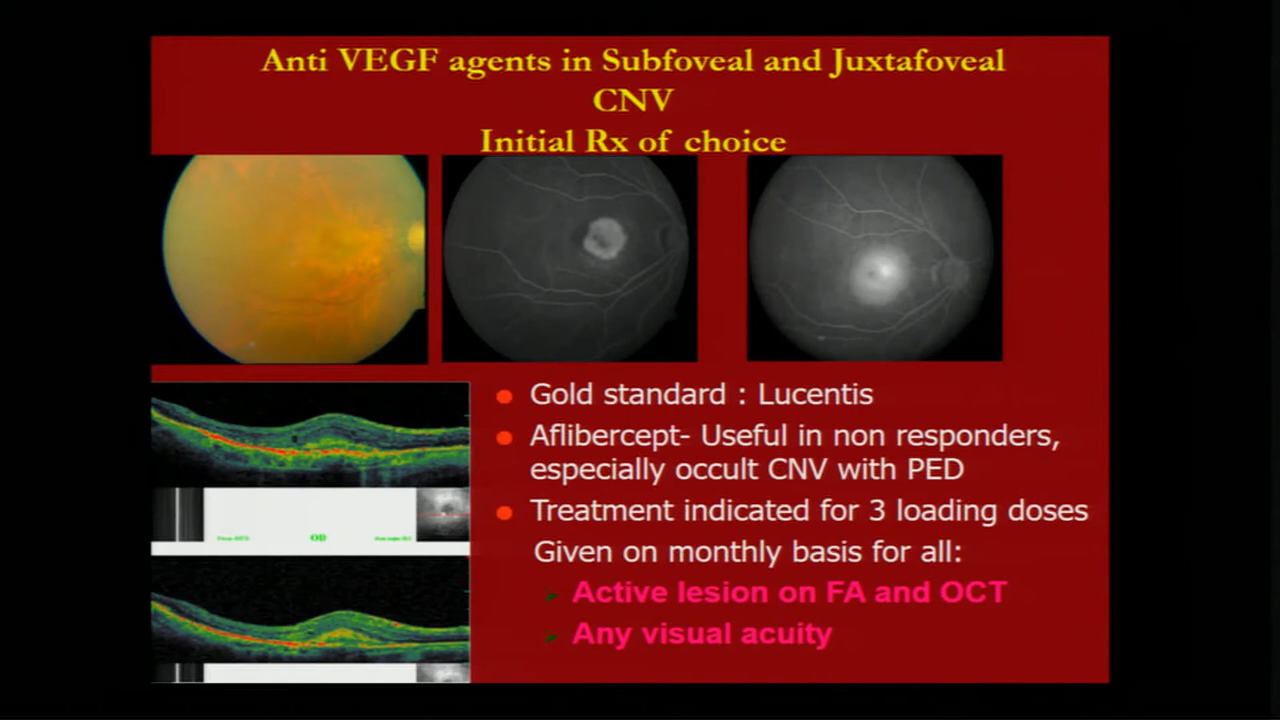 Anti VEGF agents in Subfoveal and Juxtafoveal
CNV
Initial Rx of choice
Gold standard : Lucentis
Aflibercept- Useful in non responders,
especially occult CNV with PED
Treatment indicated for 3 loading doses
Given on monthly basis for all:
Active lesion on FA and OCT
Any visual acuity
OD